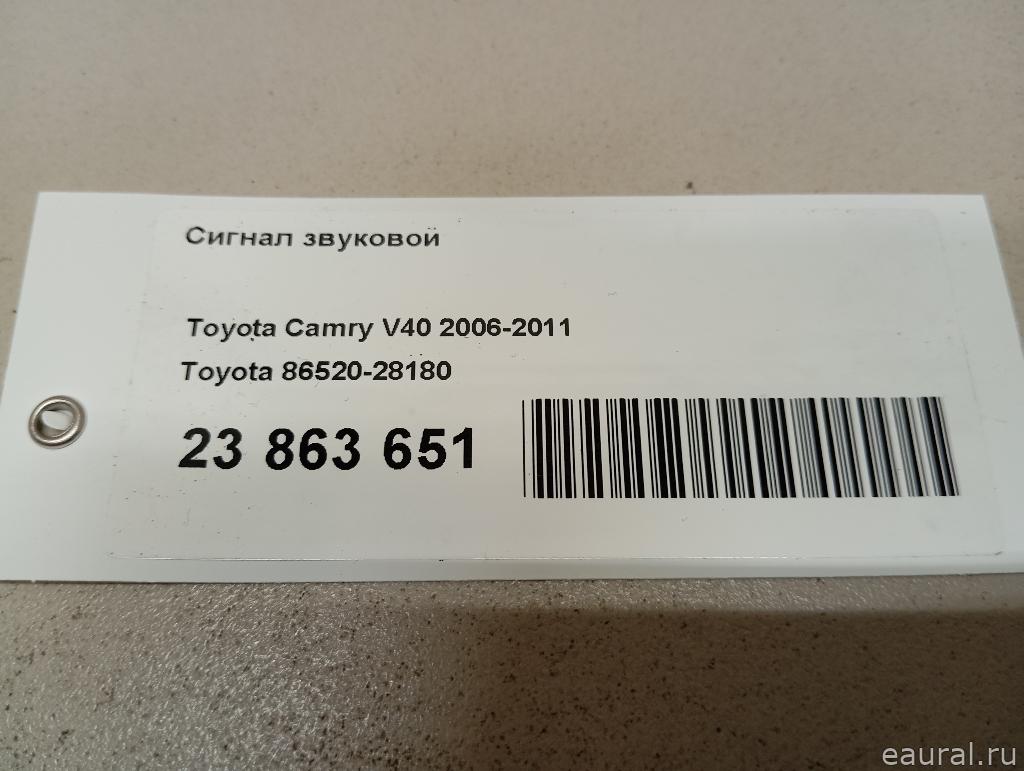 Сигнал звуковой
Toyota Camry V40 2006-2011
Toyota 86520-28180
23 863 651
eaural.ru